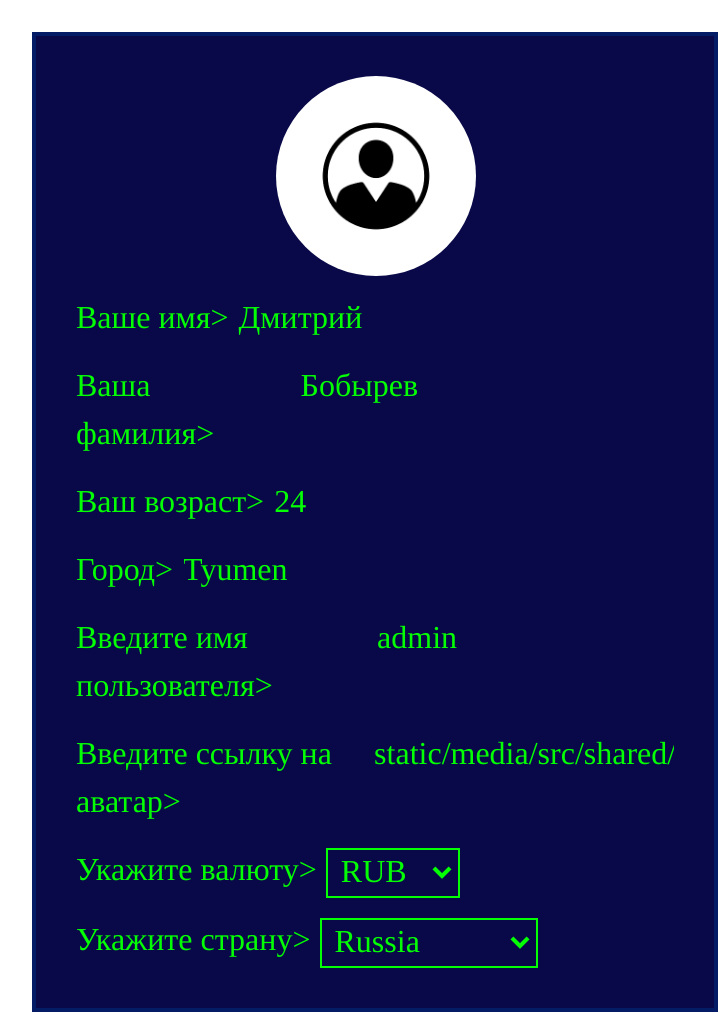 Ваше имя> Дмитрий
Ваша Бобырев
фамилия>
Ваш возраст> 24
Город> Tyumen
Введите имя admin
пользователя>
Введите ссылку на static/media/src/shared/
аватар>
Укажите валюту> RUB
Укажите страну> Russia